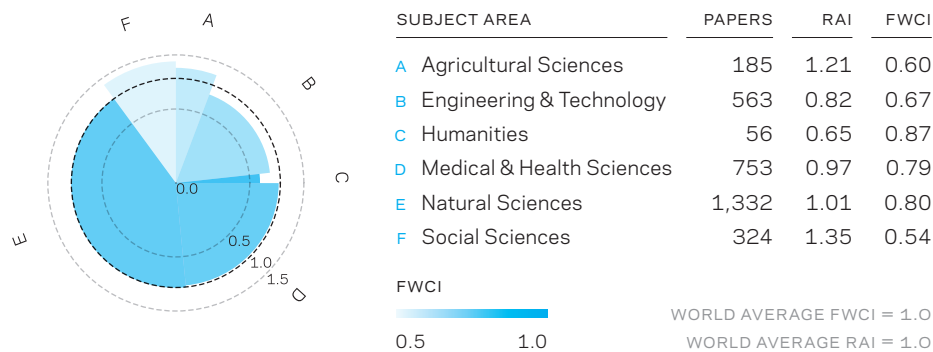 F
A
B
C
D
E
0.0
0.5
1.0
1.5
SUBJECT AREA PAPERS RAI FWCI
A Agricultural Sciences 185 1.21 0.60
B Engineering & Technology 563 0.82 0.67
C Humanities 56 0.65 0.87
D Medical & Health Sciences 753 0.97 0.79
E Natural Sciences 1,332 1.01 0.80
F Social Sciences 324 1.35 0.54
FWCI
0.5 1.0
WORLD AVERAGE FWCI = 1.0
WORLD AVERAGE RAI = 1.0